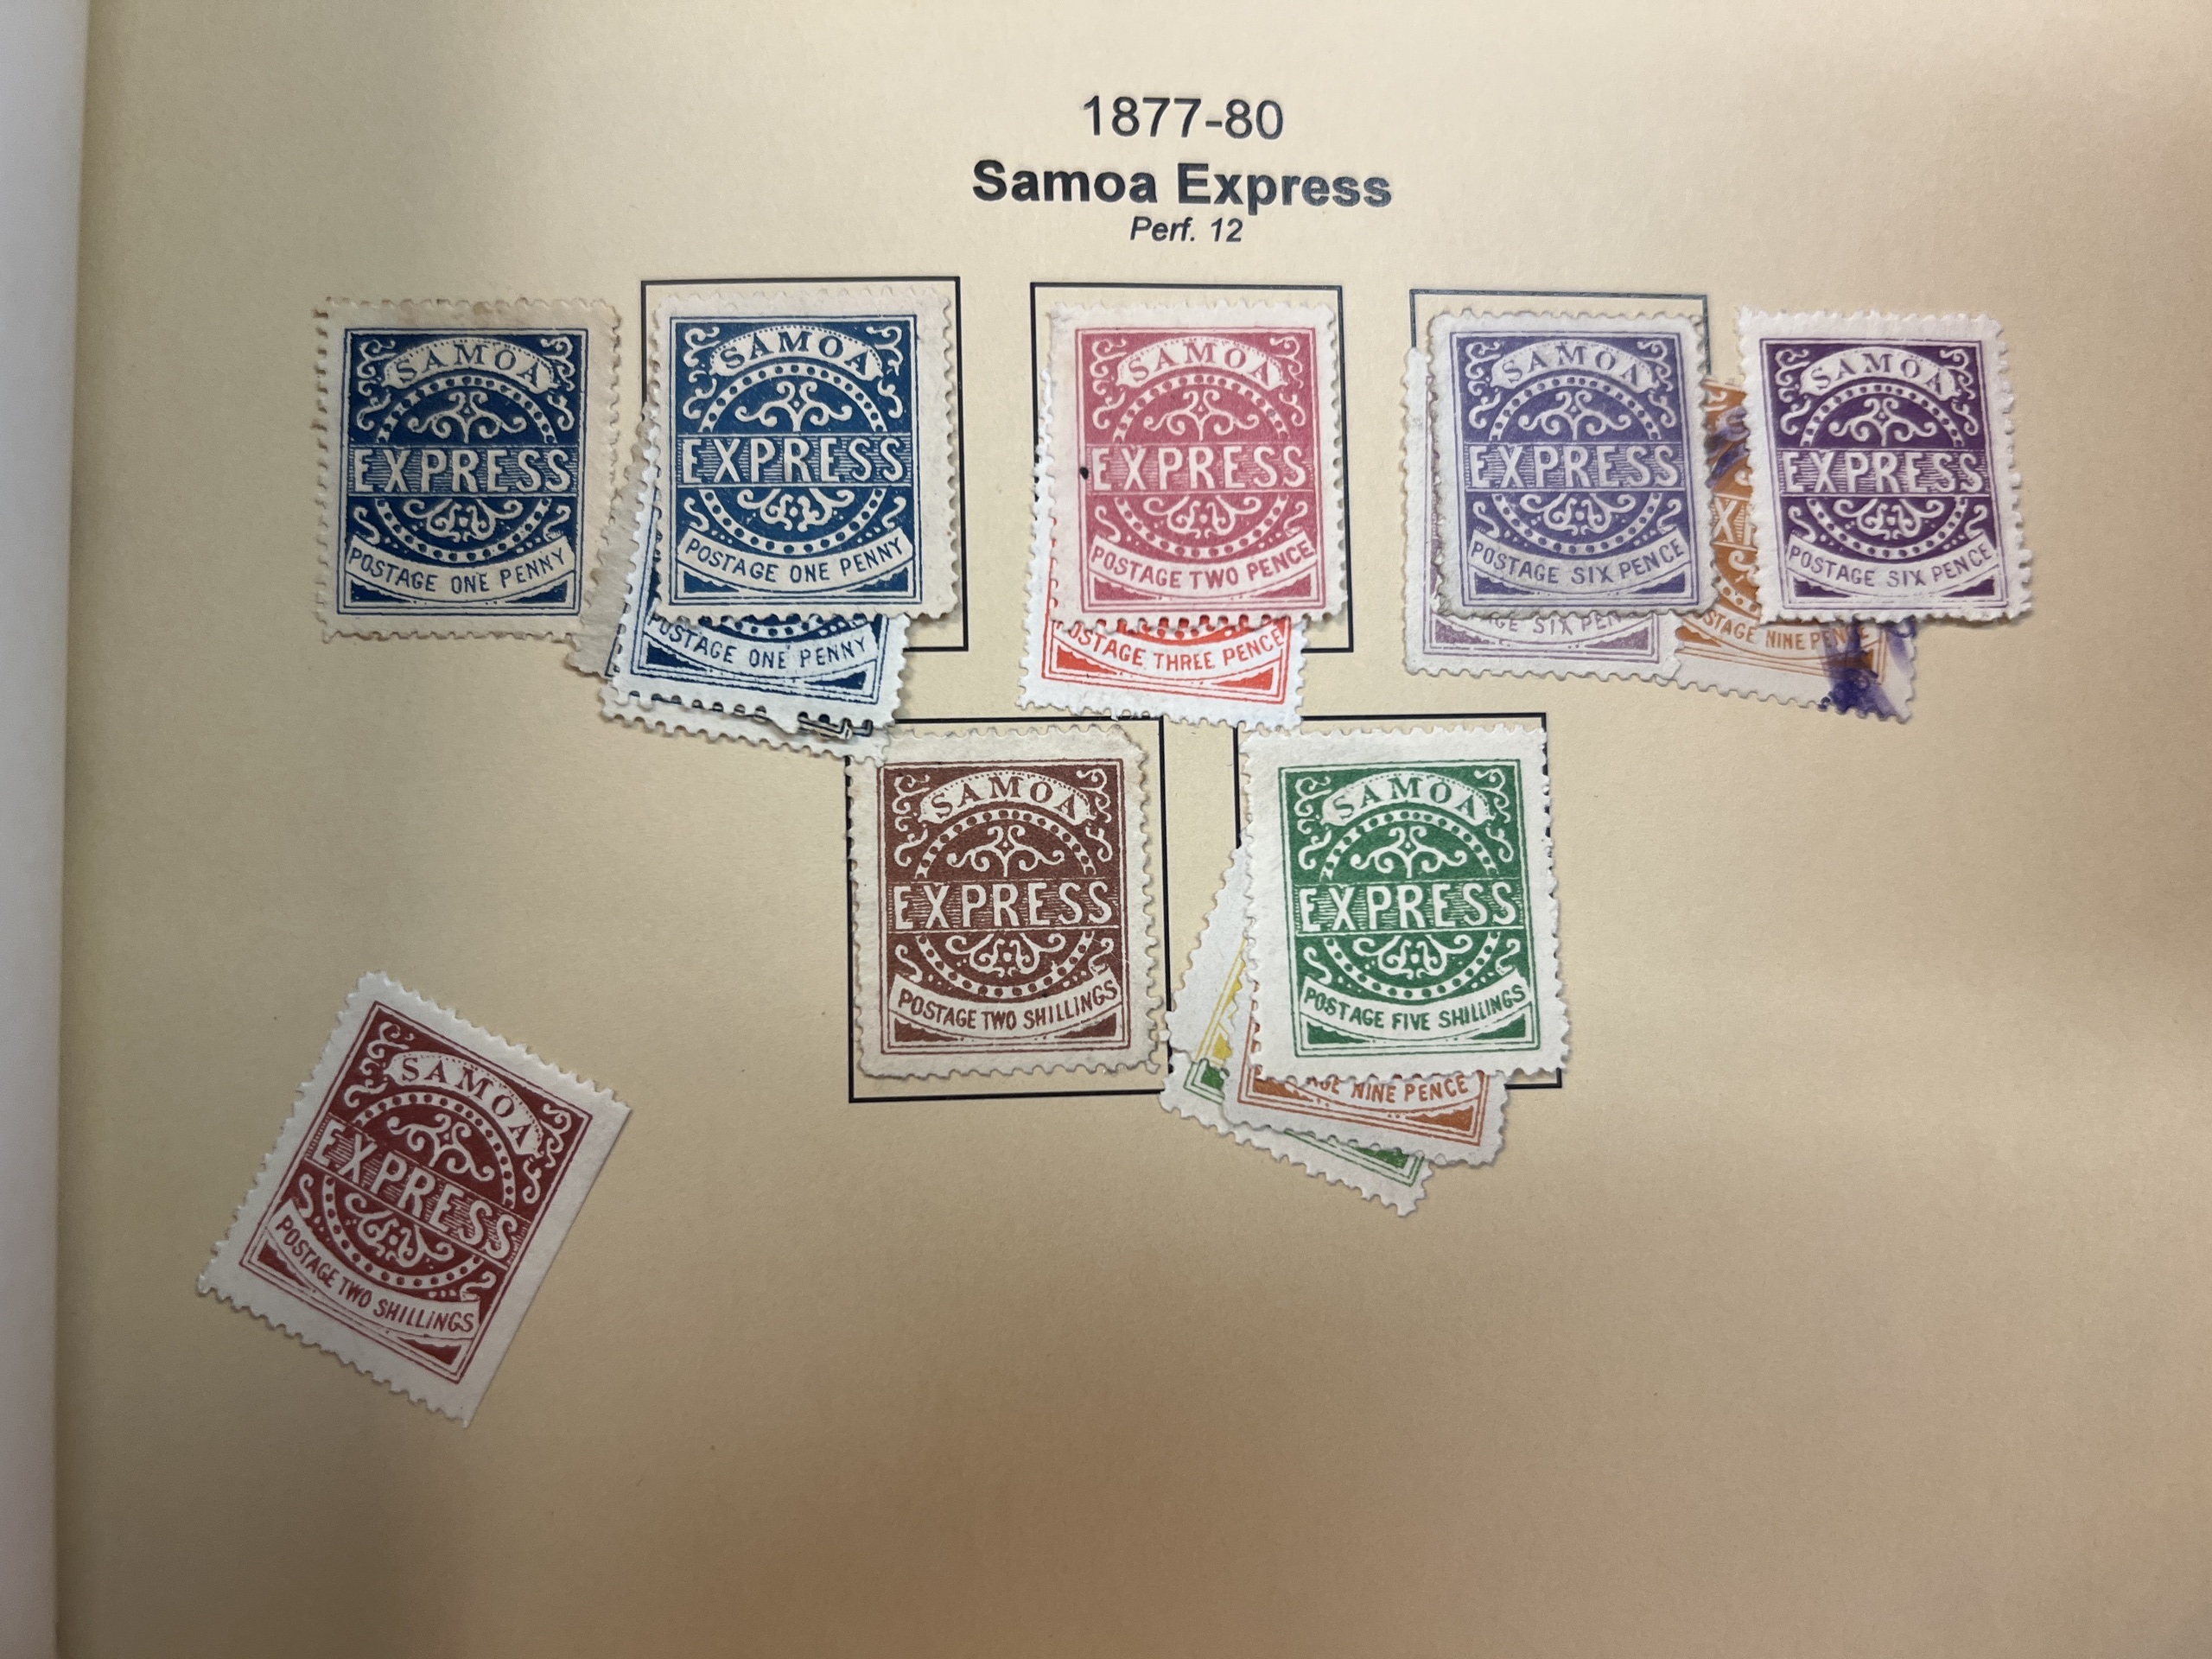 1877-80
Samoa Express
Perf. 12
SAMOA
EXPRESS
POSTAGE ONE PENNY
SAMOA
EXPRESS
POSTAGE ONE PENNY
POSTAGE ONE PENNY
SAMOA
EXPRESS
POSTAGE TWO PENCE
POSTAGE THREE PENCE
SAMOA
EXPRESS
POSTAGE SIX PENCE
SIX PEN
X
NINE PENCE
SAMOA
EXPRESS
POSTAGE SIX PENCE
SAMOA
EXPRESS
POSTAGE TWO SHILLINGS
SAMOA
EXPRESS
POSTAGE FIVE SHILLINGS
NINE PENCE
SAMOA
EXPRESS
POSTAGE TWO SHILLINGS